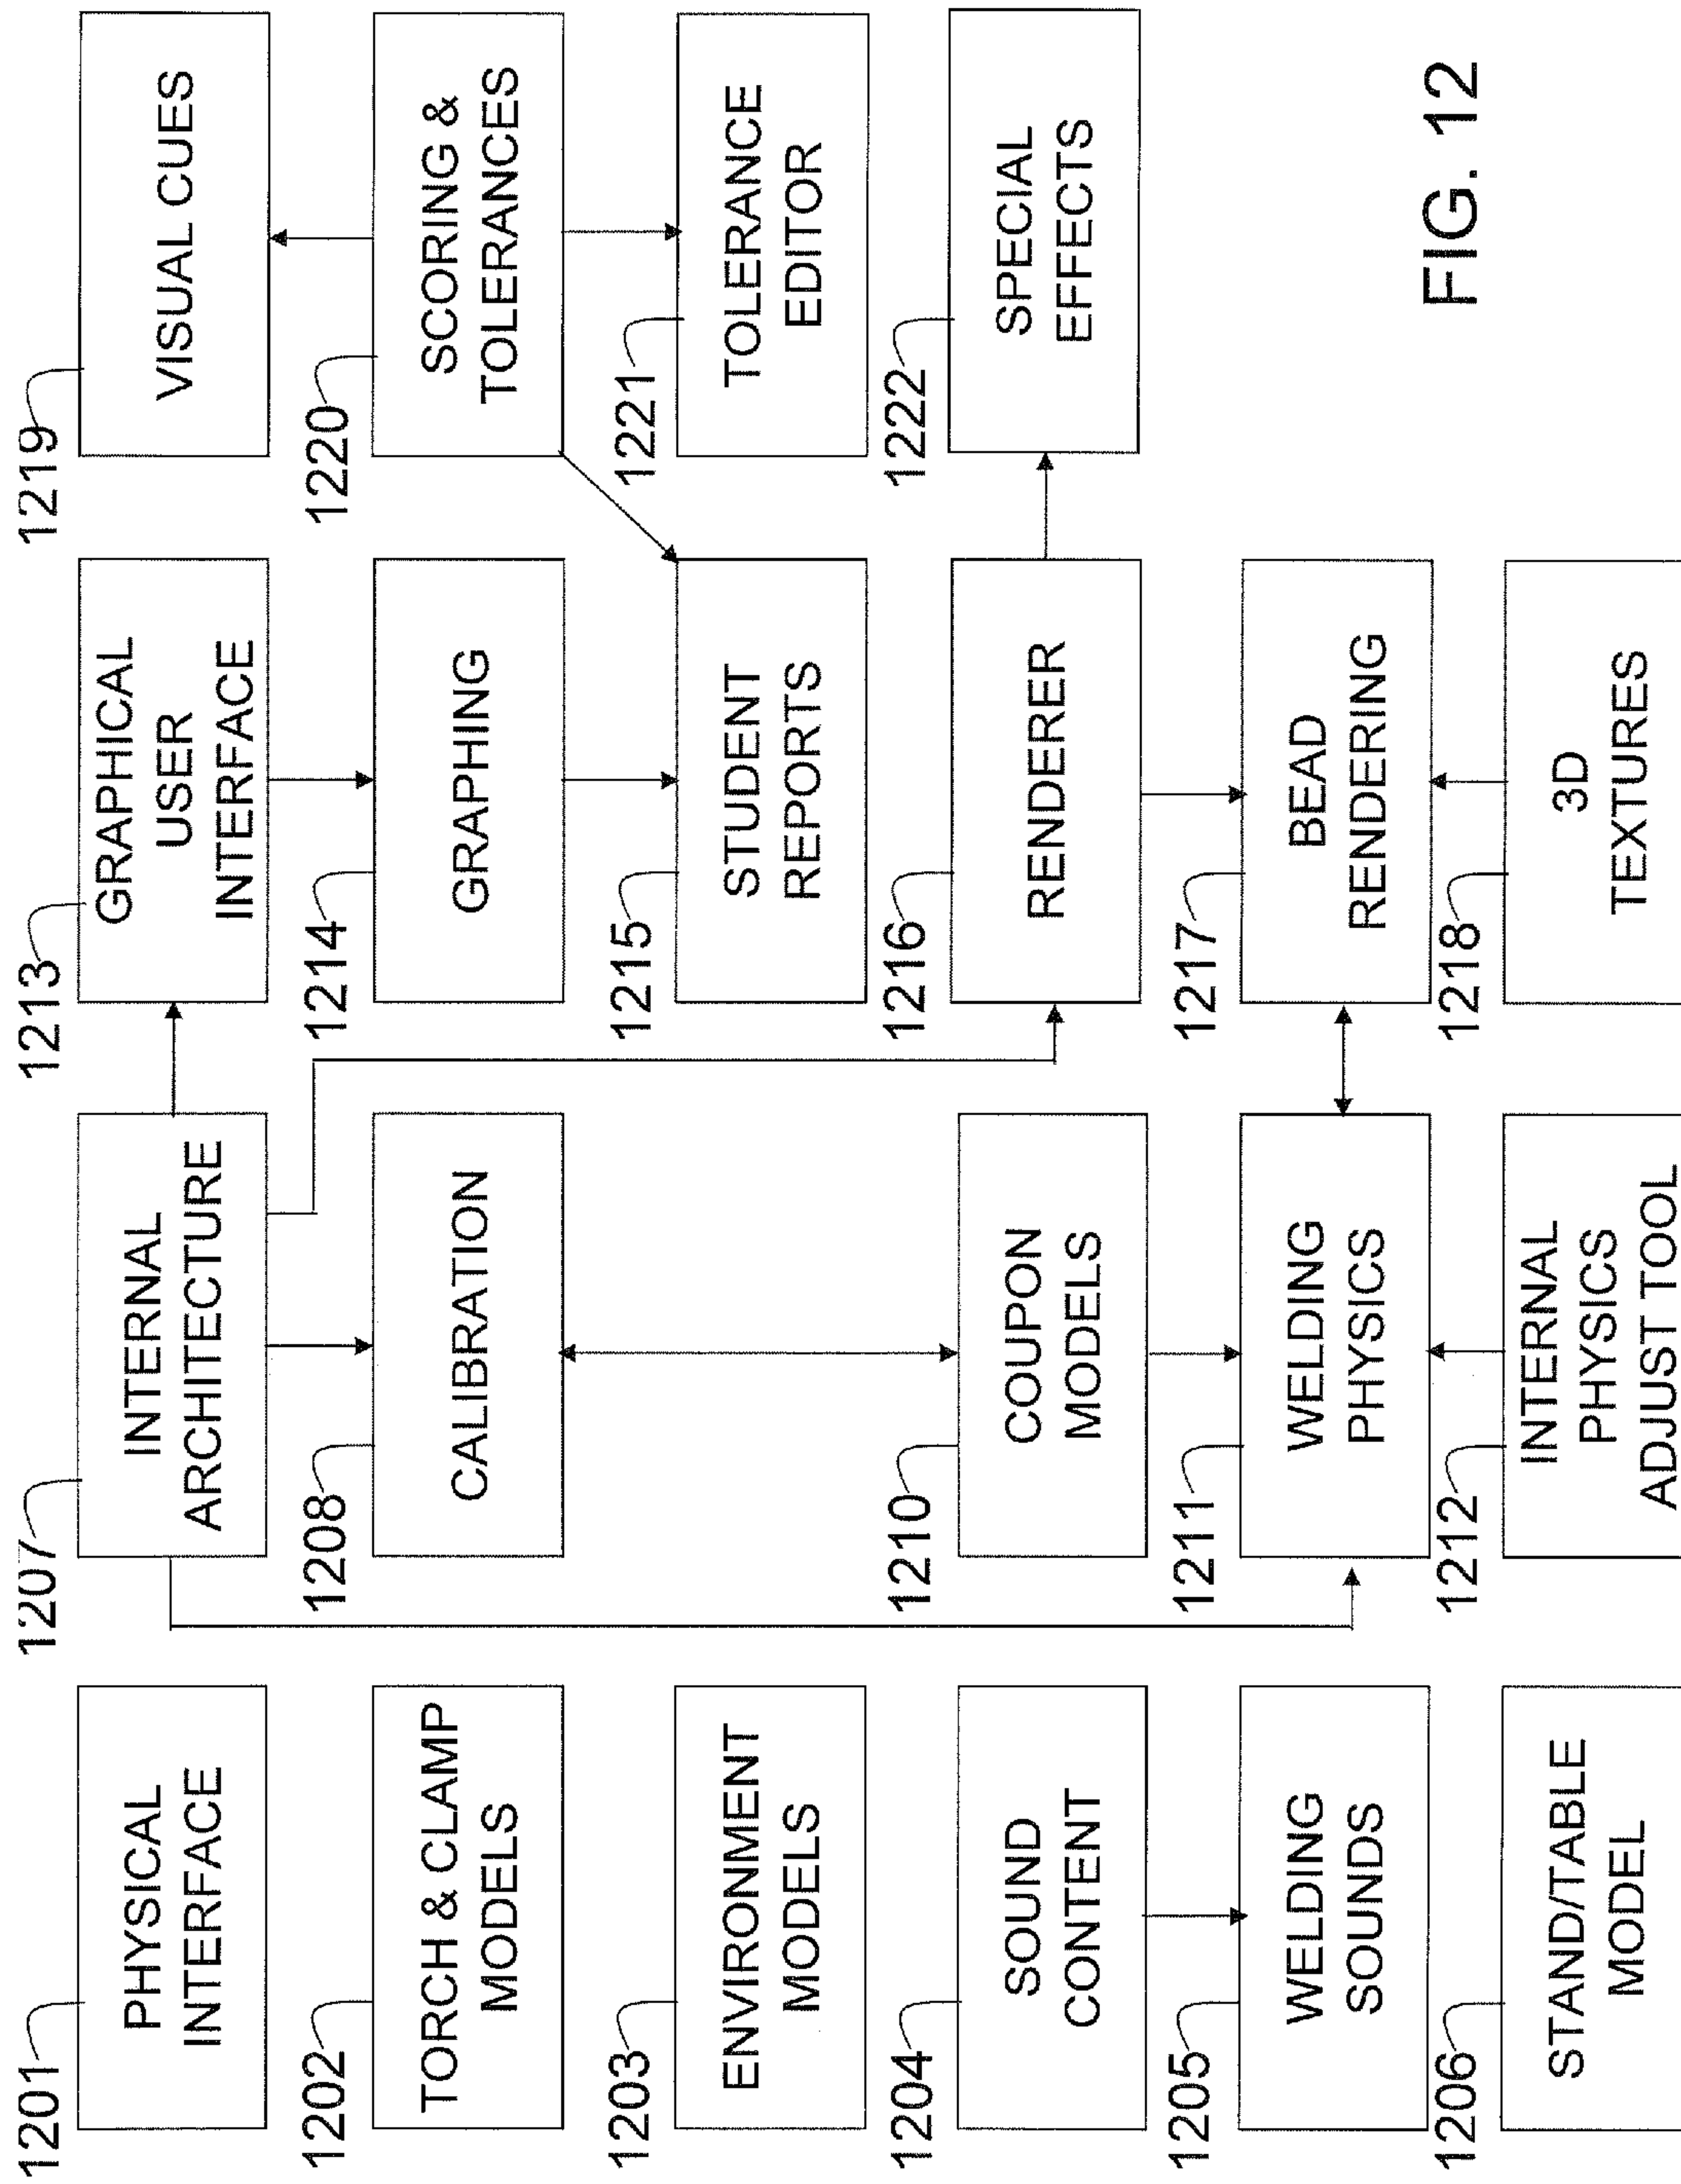 1201
PHYSICAL
INTERFACE
1202
TORCH & CLAMP
MODELS
1203
ENVIRONMENT
MODELS
1204
SOUND
CONTENT
1205
WELDING
SOUNDS
1206
STAND/TABLE
MODEL
1207
INTERNAL
ARCHITECTURE
1208
CALIBRATION
1210
COUPON
MODELS
1211
WELDING
PHYSICS
1212
INTERNAL
PHYSICS
ADJUST TOOL
1213
GRAPHICAL
USER
INTERFACE
1214
GRAPHING
1215
STUDENT
REPORTS
1216
RENDERER
1217
BEAD
RENDERING
1218
3D
TEXTURES
1219
VISUAL CUES
1220
SCORING &
TOLERANCES
1221
TOLERANCE
EDITOR
1222
SPECIAL
EFFECTS
FIG. 12